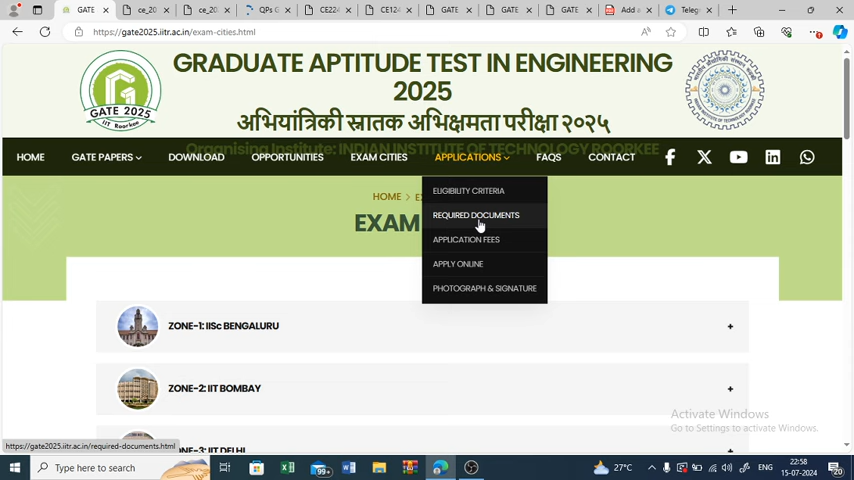 GATE
ce_20
ce_20:
QPs G
CE224
CE124
GATE
GATE
GATE
Add a
Telegr
https://gate2025.iitr.ac.in/exam-cities.html
GATE 2025
IIT Roorkee
GRADUATE APTITUDE TEST IN ENGINEERING
2025
अभियांत्रिकी स्नातक अभिक्षमता परीक्षा २०२५
Organising Institute: INDIAN INSTITUTE OF TECHNOLOGY ROORKEE
HOME
GATE PAPERS
DOWNLOAD
OPPORTUNITIES
EXAM CITIES
APPLICATIONS
FAQS
CONTACT
HOME > E
EXAM
ELIGIBILITY CRITERIA
REQUIRED DOCUMENTS
APPLICATION FEES
APPLY ONLINE
PHOTOGRAPH & SIGNATURE
ZONE-1: IISc BENGALURU +
ZONE-2: IIT BOMBAY +
ZONE-3: IIT DELHI
Activate Windows
Go to Settings to activate Windows.
https://gate2025.iitr.ac.in/required-documents.html
Type here to search
99+
27°C
ENG
22:58
15-07-2024
20